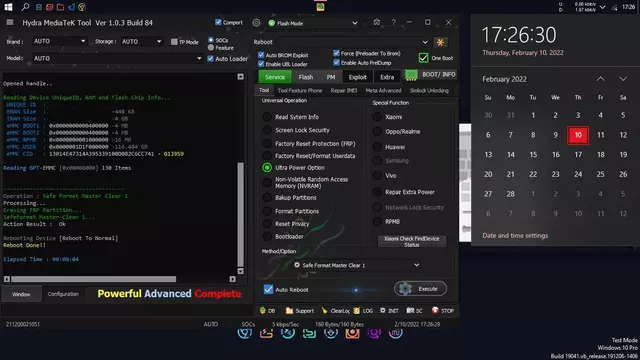 Hydra MediaTeK Tool Ver 1.0.3 Build 84
Comport
Flash Mode
Brand : AUTO
Storage : AUTO
TP Mode
SOCs
Feature
Model: AUTO
Auto Loader
Reboot
Auto BROM Exploit
Force (Preloader To Brom)
Enable UBL Loader
Enable Auto PreDump
One Boot
Service
Flash
PM
Exploit
Extra
BOOT/ INFO
Tool
Tool Feature Phone
Repair IMEI
Meta Advanced
Simlock Unlocking
Opened handle..
Reading Device UniqueID, RAM and Flash Chip Info...
UNIQUE ID :
ERAM Size : -448 KB
IRAM Size : -4 GB
eMMC BOOT1 : 0x0000000000400000 -4 MB
eMMC BOOT2 : 0x0000000000400000 -4 MB
eMMC USER : 0x0000001D1F000000 -116.484 GB
Reading GPT-EMMC [0x0000000] 130 Items
Operation : Safe Format Master Clear 1
Processing...
Erasing FRP Partition...
Safeformat Master Clear 1...
Action Result : Ok
Rebooting Device [Reboot To Normal]
Reboot Done!!
Elapsed Time : 00:00:04
Universal Operation
Read Sytem Info
Screen Lock Security
Factory Reset Protection (FRP)
Factory Reset/Format Userdata
Ultra Power Option
Non-Volatile Random Access
Memory (NVRAM)
Bakup Partitions
Format Partitions
Reset Privacy
Bootloader
Special Function
Xiaomi
Oppo/Realme
Huawei
Samsung
Vivo
Repair Extra Power
Network Lock Security
RPMB
Xiaomi Check FindDevice
Status
Method/Option
Safe Format Master Clear 1
Auto Reboot
Execute
Window
Configuration
Powerful Advanced Complete
DB
Support
ClearLog
LOG
INIT
SC
STOP
211200021051
AUTO
SOCs
5 kbps/Sec
160 Bytes/160 Bytes
2/10/2022 17:26:29
U: 0.00 kb/s
D: 1.67 kb/s
17:26
17:26:30
Thursday, February 10, 2022
February 2022
Su Mo Tu We Th Fr Sa
30 31 1 2 3 4 5
6 7 8 9 10 11 12
13 14 15 16 17 18 19
20 21 22 23 24 25 26
27 28 1 2 3 4 5
6 7 8 9 10 11 12
Date and time settings
Test Mode
Windows 10 Pro
Build 19041.vb_release.191206-1406